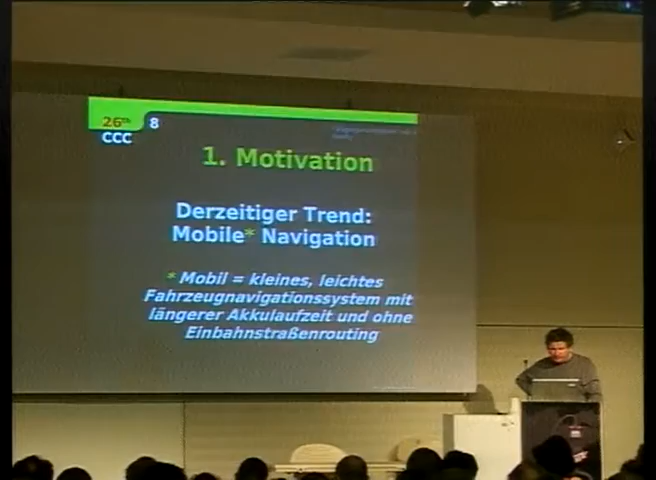 26th
CCC
8
1. Motivation
Derzeitiger Trend:
Mobile* Navigation
* Mobil = kleines, leichtes
Fahrzeugnavigationssystem mit
längerer Akkulaufzeit und ohne
Einbahnstraßenrouting